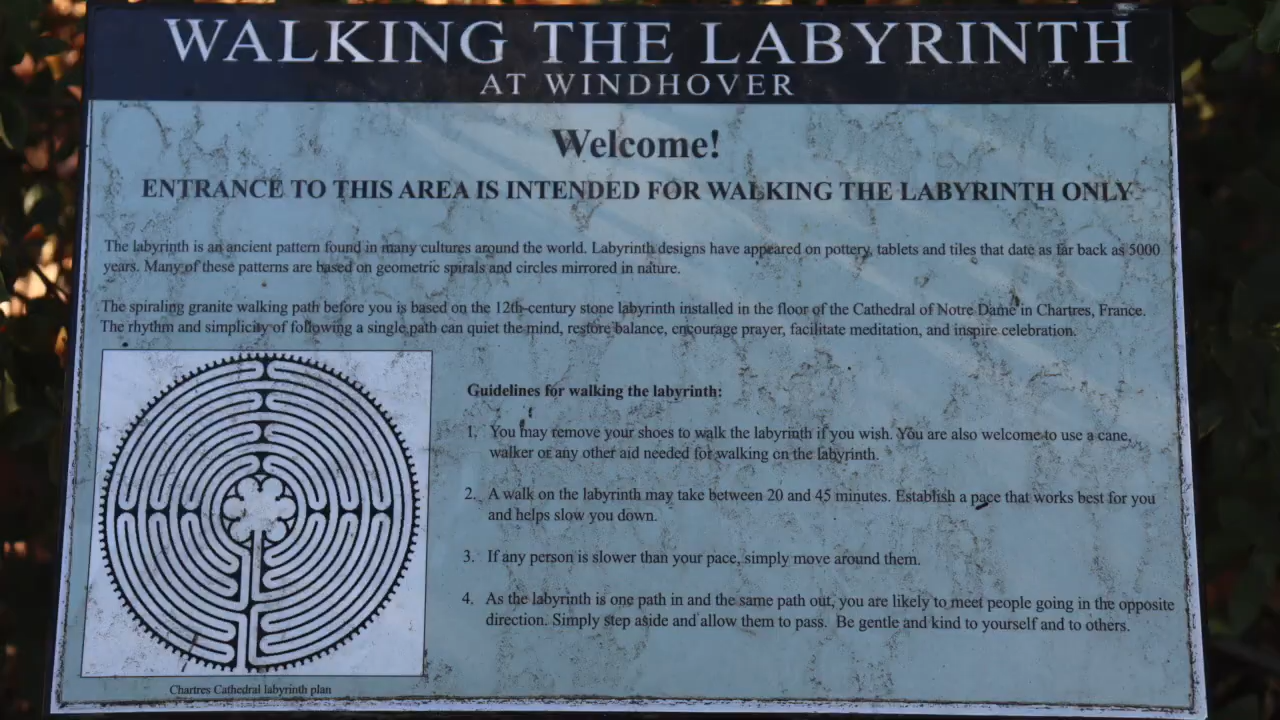 WALKING THE LABYRINTH
AT WINDHOVER
Welcome!
ENTRANCE TO THIS AREA IS INTENDED FOR WALKING THE LABYRINTH ONLY
The labyrinth is an ancient pattern found in many cultures around the world. Labyrinth designs have appeared on pottery, tablets and tiles that date as far back as 5000
years. Many of these patterns are based on geometric spirals and circles mirrored in nature.
The spiraling granite walking path before you is based on the 12th-century stone labyrinth installed in the floor of the Cathedral of Notre Dame in Chartres, France.
The rhythm and simplicity of following a single path can quiet the mind, restore balance, encourage prayer, facilitate meditation, and inspire celebration.
Guidelines for walking the labyrinth:
1. You may remove your shoes to walk the labyrinth if you wish. You are also welcome to use a cane,
walker or any other aid needed for walking on the labyrinth.
2. A walk on the labyrinth may take between 20 and 45 minutes. Establish a pace that works best for you
and helps slow you down.
3. If any person is slower than your pace, simply move around them.
4. As the labyrinth is one path in and the same path out, you are likely to meet people going in the opposite
direction. Simply step aside and allow them to pass. Be gentle and kind to yourself and to others.
Chartres Cathedral labyrinth plan